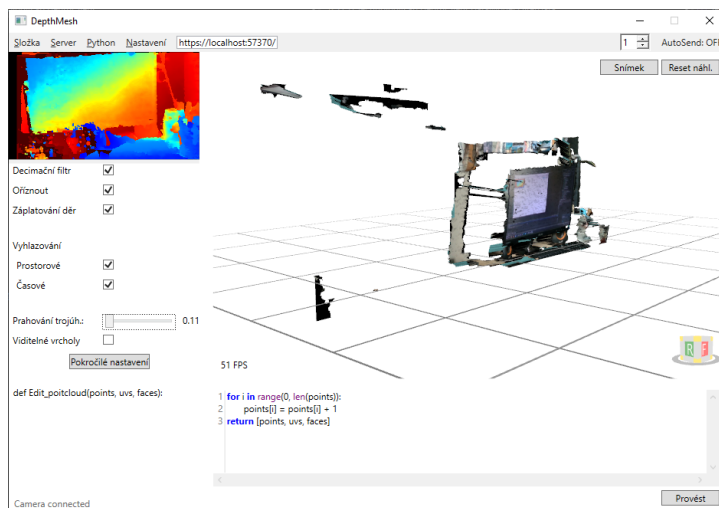 DepthMesh
Složka Server Python Nastavení https://localhost:57370/ 1 AutoSend: OFF
Snímek Reset náhl.
Decimační filtr
Oříznout
Záplatování děr
Vyhlazování
Prostorové
Časové
Prahování trojúh.: 0.11
Viditelné vrcholy
Pokročilé nastavení
51 FPS
def Edit_poitcloud(points, uvs, faces):
1 for i in range(0, len(points)):
2 points[i] = points[i] + 1
3 return [points, uvs, faces]
Provést
Camera connected